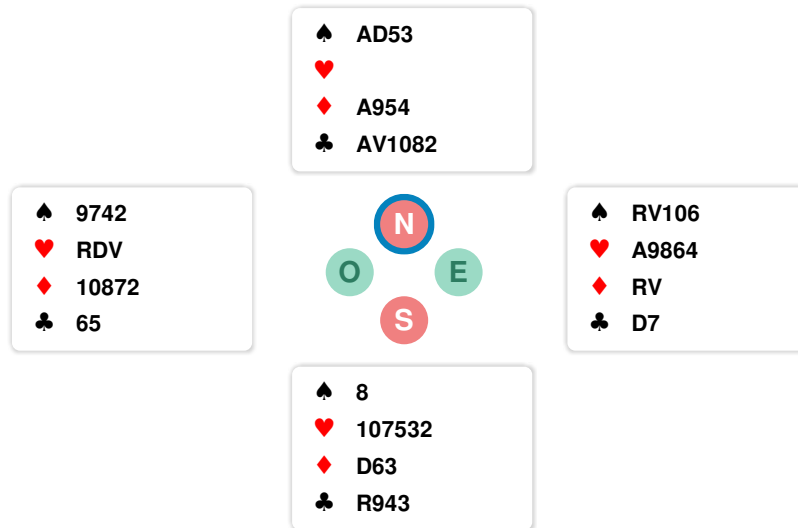 ♠ AD53
♥
♦ A954
♣ AV1082
♠ 9742
♥ RDV
♦ 10872
♣ 65
N
O E
S
♠ RV106
♥ A9864
♦ RV
♣ D7
♠ 8
♥ 107532
♦ D63
♣ R943